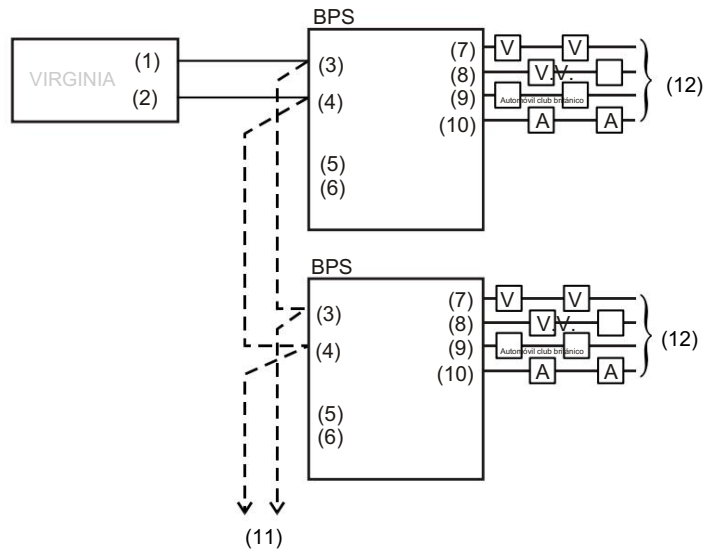 BPS
VIRGINIA
(1)
(2)
(3)
(4)
(5)
(6)
(7) V V
(8) V.V.
(9) Automóvil club británico
(10) A A
(12)
BPS
(3)
(4)
(5)
(6)
(7) V V
(8) V.V.
(9) Automóvil club británico
(10) A A
(12)
(11)